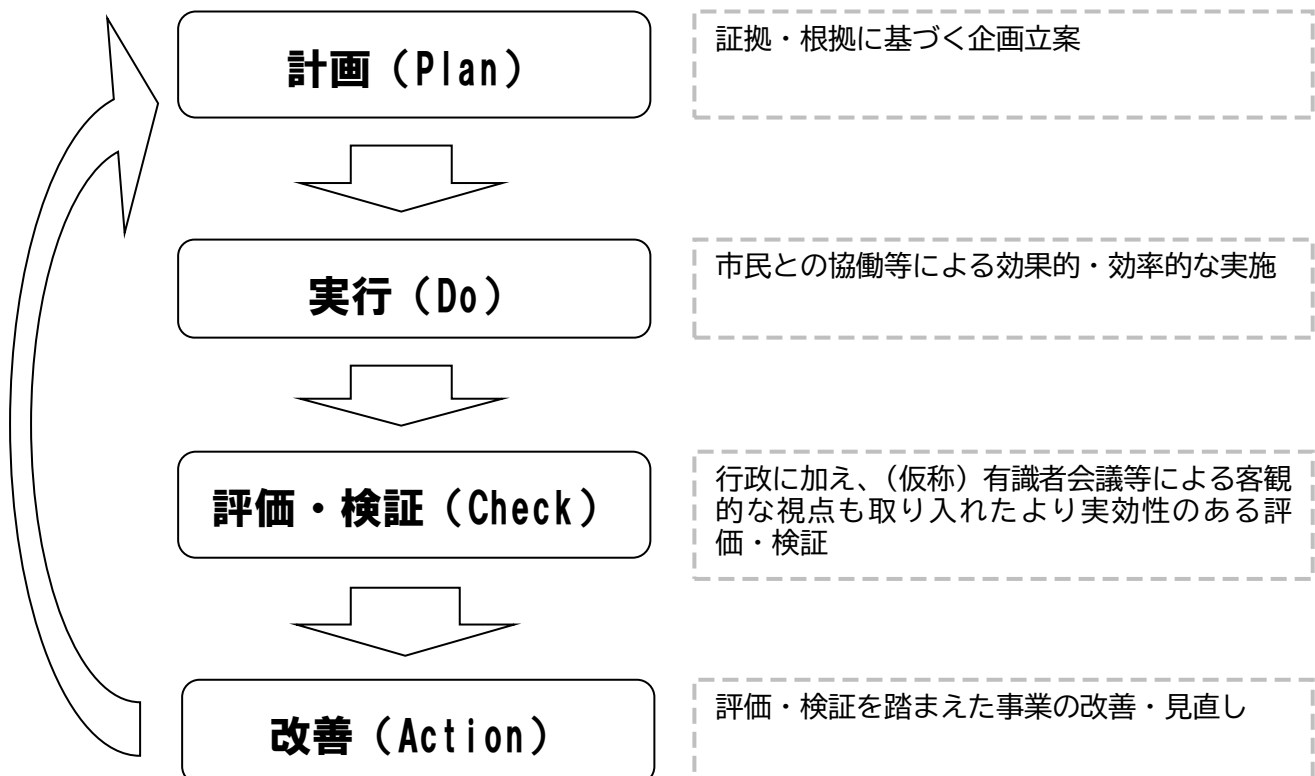 計画（Plan）
証拠・根拠に基づく企画立案
実行（Do）
市民との協働等による効果的・効率的な実施
評価・検証（Check）
行政に加え、（仮称）有識者会議等による客観
的な視点も取り入れたより実効性のある評
価・検証
改善（Action）
評価・検証を踏まえた事業の改善・見直し